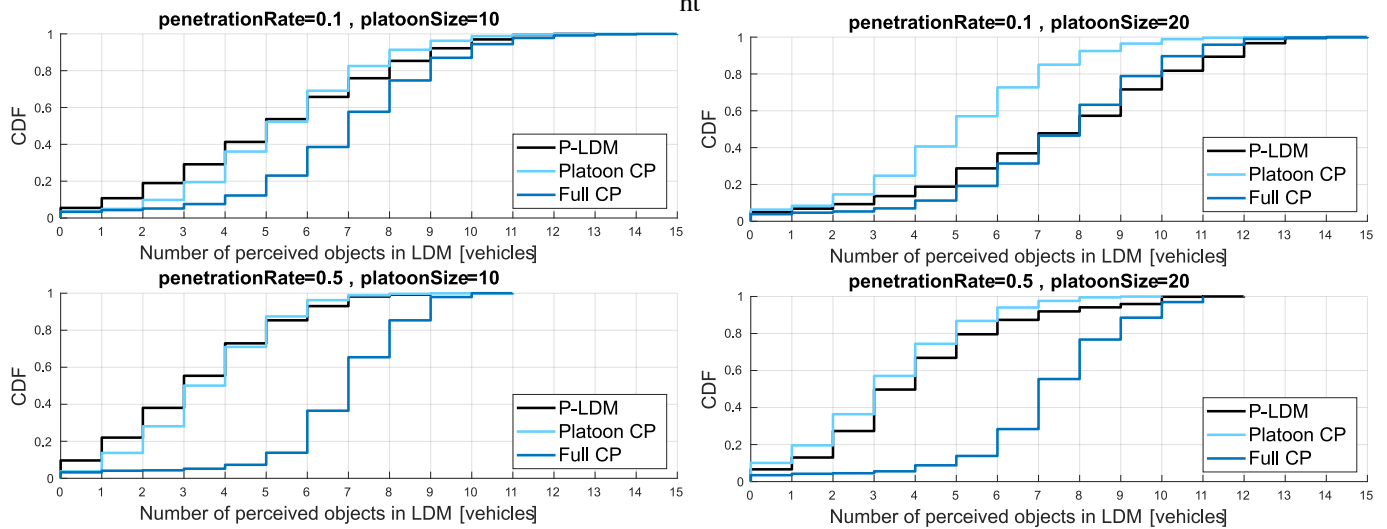 nt
penetrationRate=0.1 , platoonSize=10
1
0.8
0.6
0.4
0.2
0
CDF
P-LDM
Platoon CP
Full CP
0 1 2 3 4 5 6 7 8 9 10 11 12 13 14 15
Number of perceived objects in LDM [vehicles]
penetrationRate=0.1 , platoonSize=20
1
0.8
0.6
0.4
0.2
0
CDF
P-LDM
Platoon CP
Full CP
0 1 2 3 4 5 6 7 8 9 10 11 12 13 14 15
Number of perceived objects in LDM [vehicles]
penetrationRate=0.5 , platoonSize=10
1
0.8
0.6
0.4
0.2
0
CDF
P-LDM
Platoon CP
Full CP
0 1 2 3 4 5 6 7 8 9 10 11 12 13 14 15
Number of perceived objects in LDM [vehicles]
penetrationRate=0.5 , platoonSize=20
1
0.8
0.6
0.4
0.2
0
CDF
P-LDM
Platoon CP
Full CP
0 1 2 3 4 5 6 7 8 9 10 11 12 13 14 15
Number of perceived objects in LDM [vehicles]